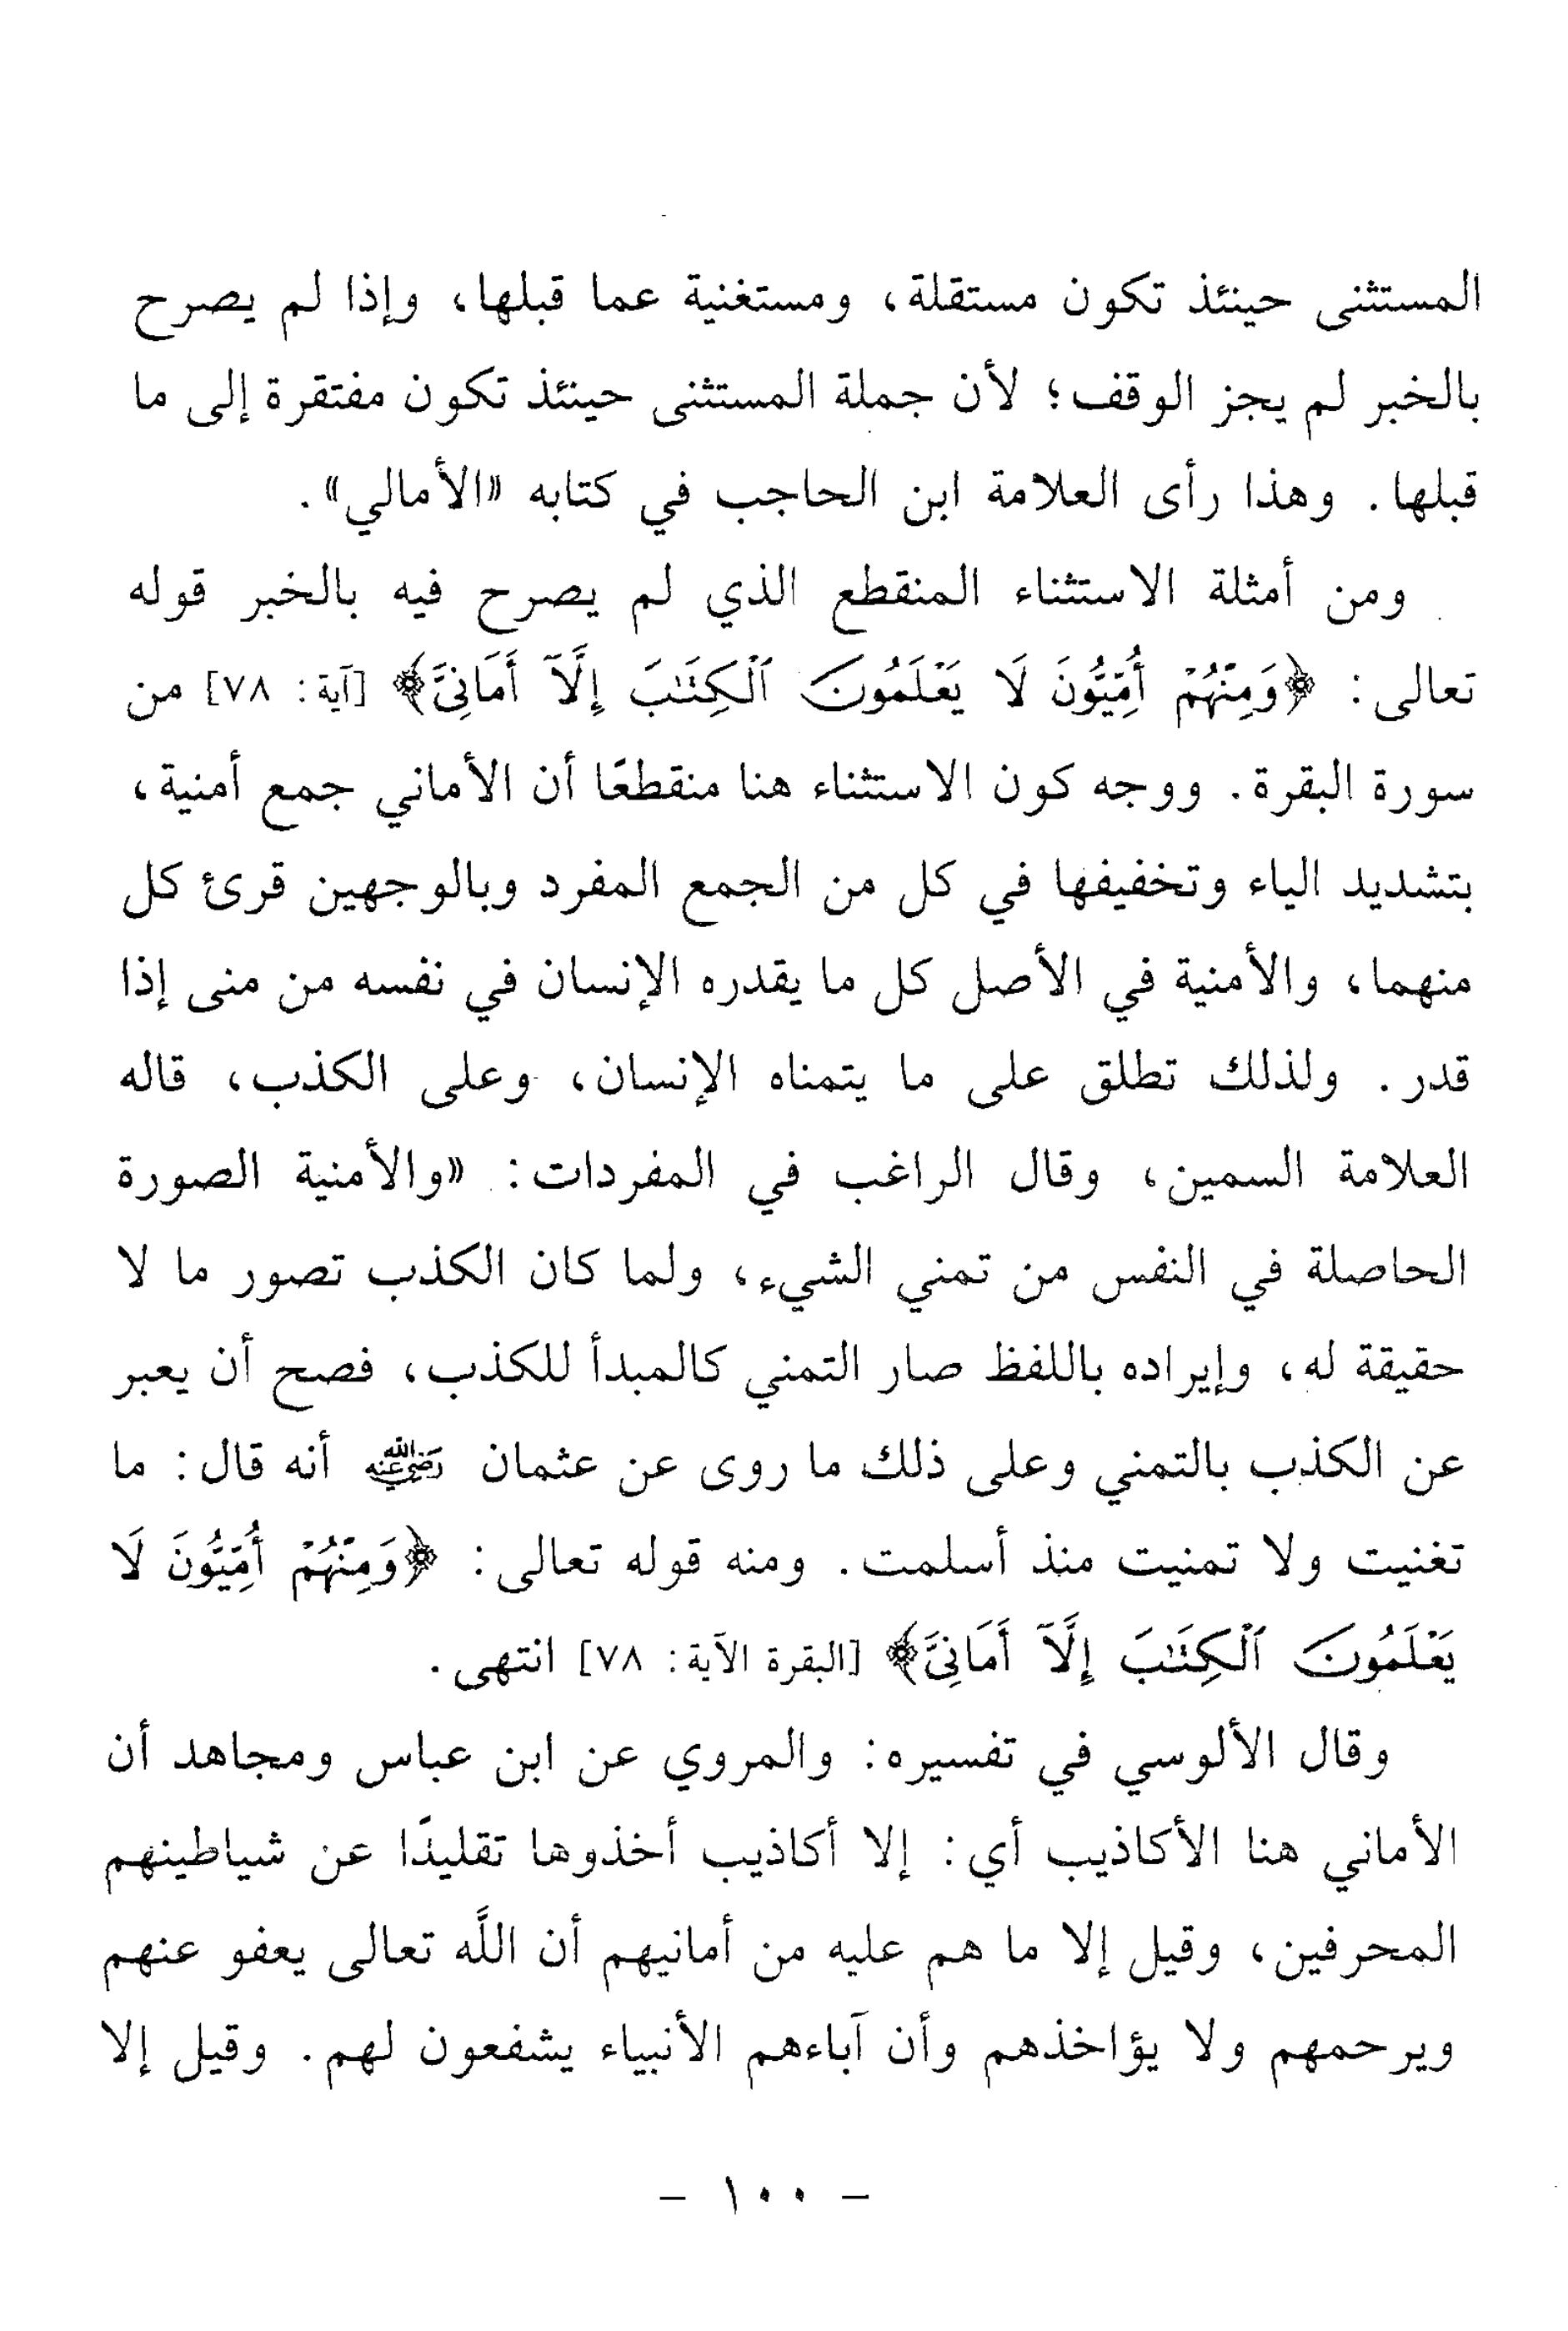 المستثنى حينئذ تكون مستقلة، ومستغنية عما قبلها، وإذا لم يصرح
بالخبر لم يجز الوقف؛ لأن جملة المستثنى حينئذ تكون مفتقرة إلى ما
قبلها. وهذا رأى العلامة ابن الحاجب في كتابه «الأمالي».
ومن أمثلة الاستثناء المنقطع الذي لم يصرح فيه بالخبر قوله
تعالى: ﴿وَمِنْهُمْ أُمِّيُّونَ لَا يَعْلَمُونَ ٱلْكِتَٰبَ إِلَّآ أَمَانِىَّ﴾ [آية: ٧٨] من
سورة البقرة. ووجه كون الاستثناء هنا منقطعًا أن الأماني جمع أمنية،
بتشديد الياء وتخفيفها في كل من الجمع المفرد وبالوجهين قرئ كل
منهما، والأمنية في الأصل كل ما يقدره الإنسان في نفسه من منى إذا
قدر. ولذلك تطلق على ما يتمناه الإنسان، وعلى الكذب، قاله
العلامة السمين، وقال الراغب في المفردات: «والأمنية الصورة
الحاصلة في النفس من تمني الشيء، ولما كان الكذب تصور ما لا
حقيقة له، وإيراده باللفظ صار التمني كالمبدأ للكذب، فصح أن يعبر
عن الكذب بالتمني وعلى ذلك ما روى عن عثمان رضي الله عنه أنه قال: ما
تغنيت ولا تمنيت منذ أسلمت. ومنه قوله تعالى: ﴿وَمِنْهُمْ أُمِّيُّونَ لَا
يَعْلَمُونَ ٱلْكِتَٰبَ إِلَّآ أَمَانِىَّ﴾ [البقرة الآية: ٧٨] انتهى.
وقال الألوسي في تفسيره: والمروي عن ابن عباس ومجاهد أن
الأماني هنا الأكاذيب أي: إلا أكاذيب أخذوها تقليدًا عن شياطينهم
المحرفين، وقيل إلا ما هم عليه من أمانيهم أن اللَّه تعالى يعفو عنهم
ويرحمهم ولا يؤاخذهم وأن آباءهم الأنبياء يشفعون لهم. وقيل إلا
- ١٠٠ -